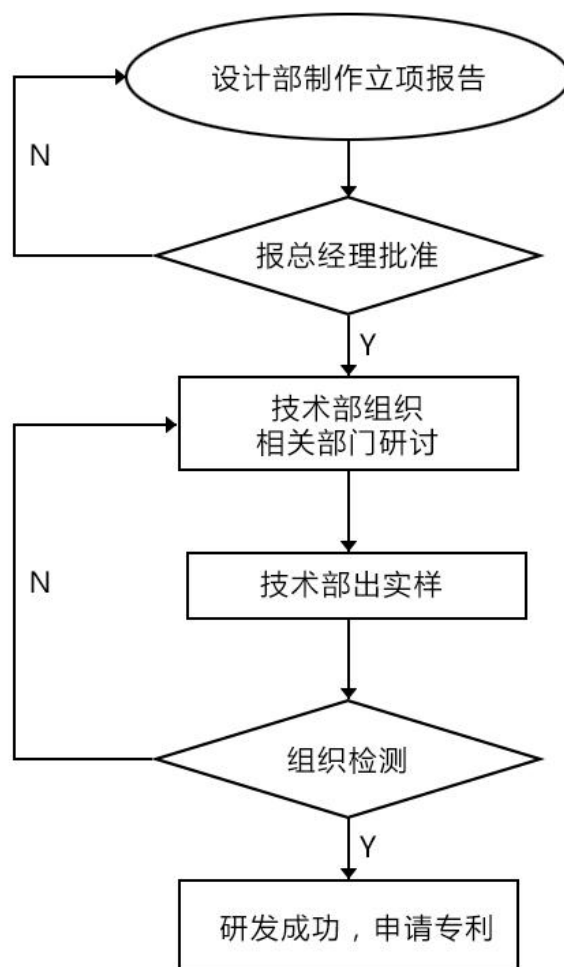 设计部制作立项报告
N
报总经理批准
Y
技术部组织
相关部门研讨
N
技术部出实样
组织检测
Y
研发成功，申请专利